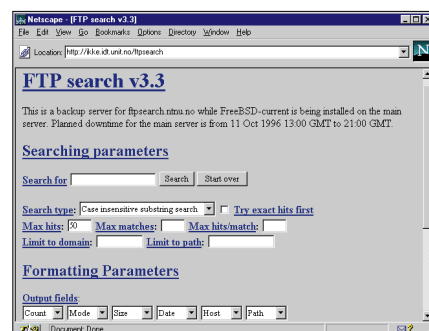 Netscape - [FTP search v3.3]
File Edit View Go Bookmarks Options Directory Window Help
Location: http://ikke.idt.unit.no/ftpsearch
N
FTP search v3.3
This is a backup server for ftpsearch.ntnu.no while FreeBSD-current is being installed on the main
server. Planned downtime for the main server is from 11 Oct 1996 13:00 GMT to 21:00 GMT.
Searching parameters
Search for Search Start over
Search type: Case insensitive substring search Try exact hits first
Max hits: 50 Max matches: Max hits/match:
Limit to domain: Limit to path:
Formatting Parameters
Output fields:
Count Mode Size Date Host Path
Document: Done